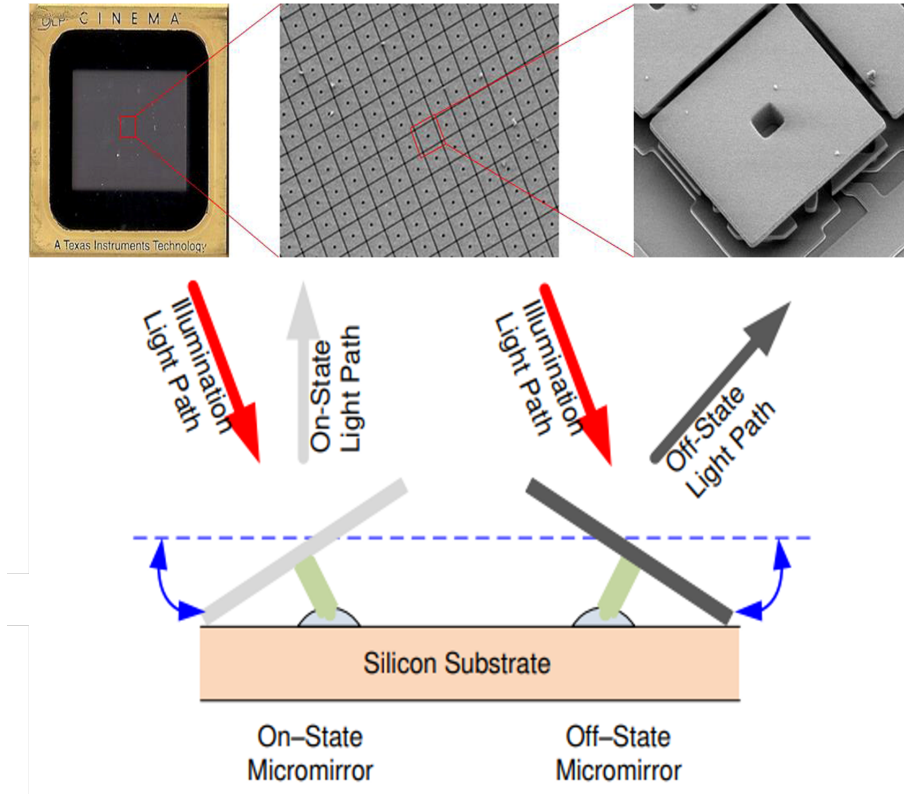 DLP CINEMA
A Texas Instruments Technology
Illumination
Light Path
On-State
Light Path
Illumination
Light Path
Off-State
Light Path
Silicon Substrate
On–State
Micromirror
Off–State
Micromirror